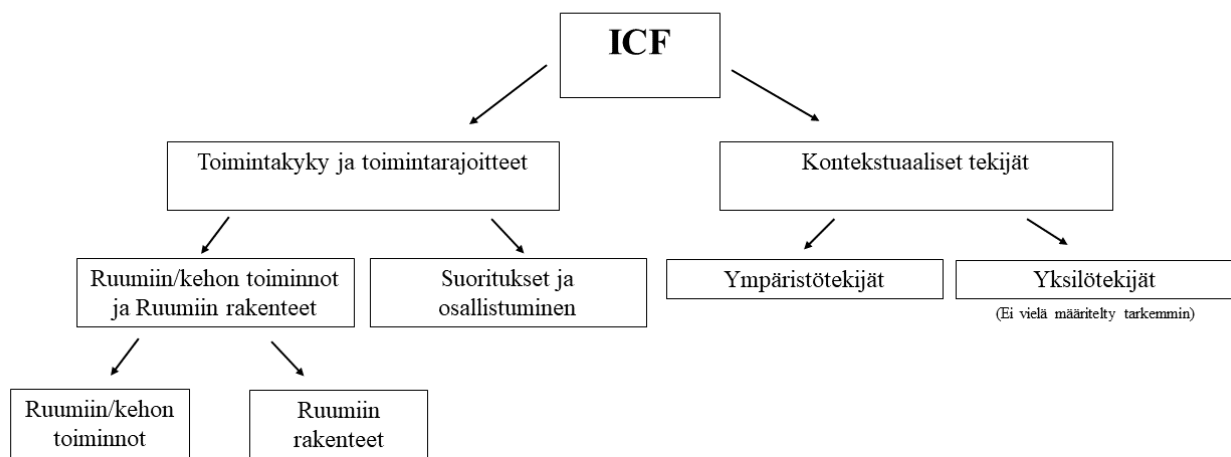 ICF
Toimintakyky ja toimintarajoitteet
Kontekstuaaliset tekijät
Ruumiin/kehon toiminnot
ja Ruumiin rakenteet
Suoritukset ja
osallistuminen
Ympäristötekijät
Yksilötekijät
(Ei vielä määritelty tarkemmin)
Ruumiin/kehon
toiminnot
Ruumiin
rakenteet